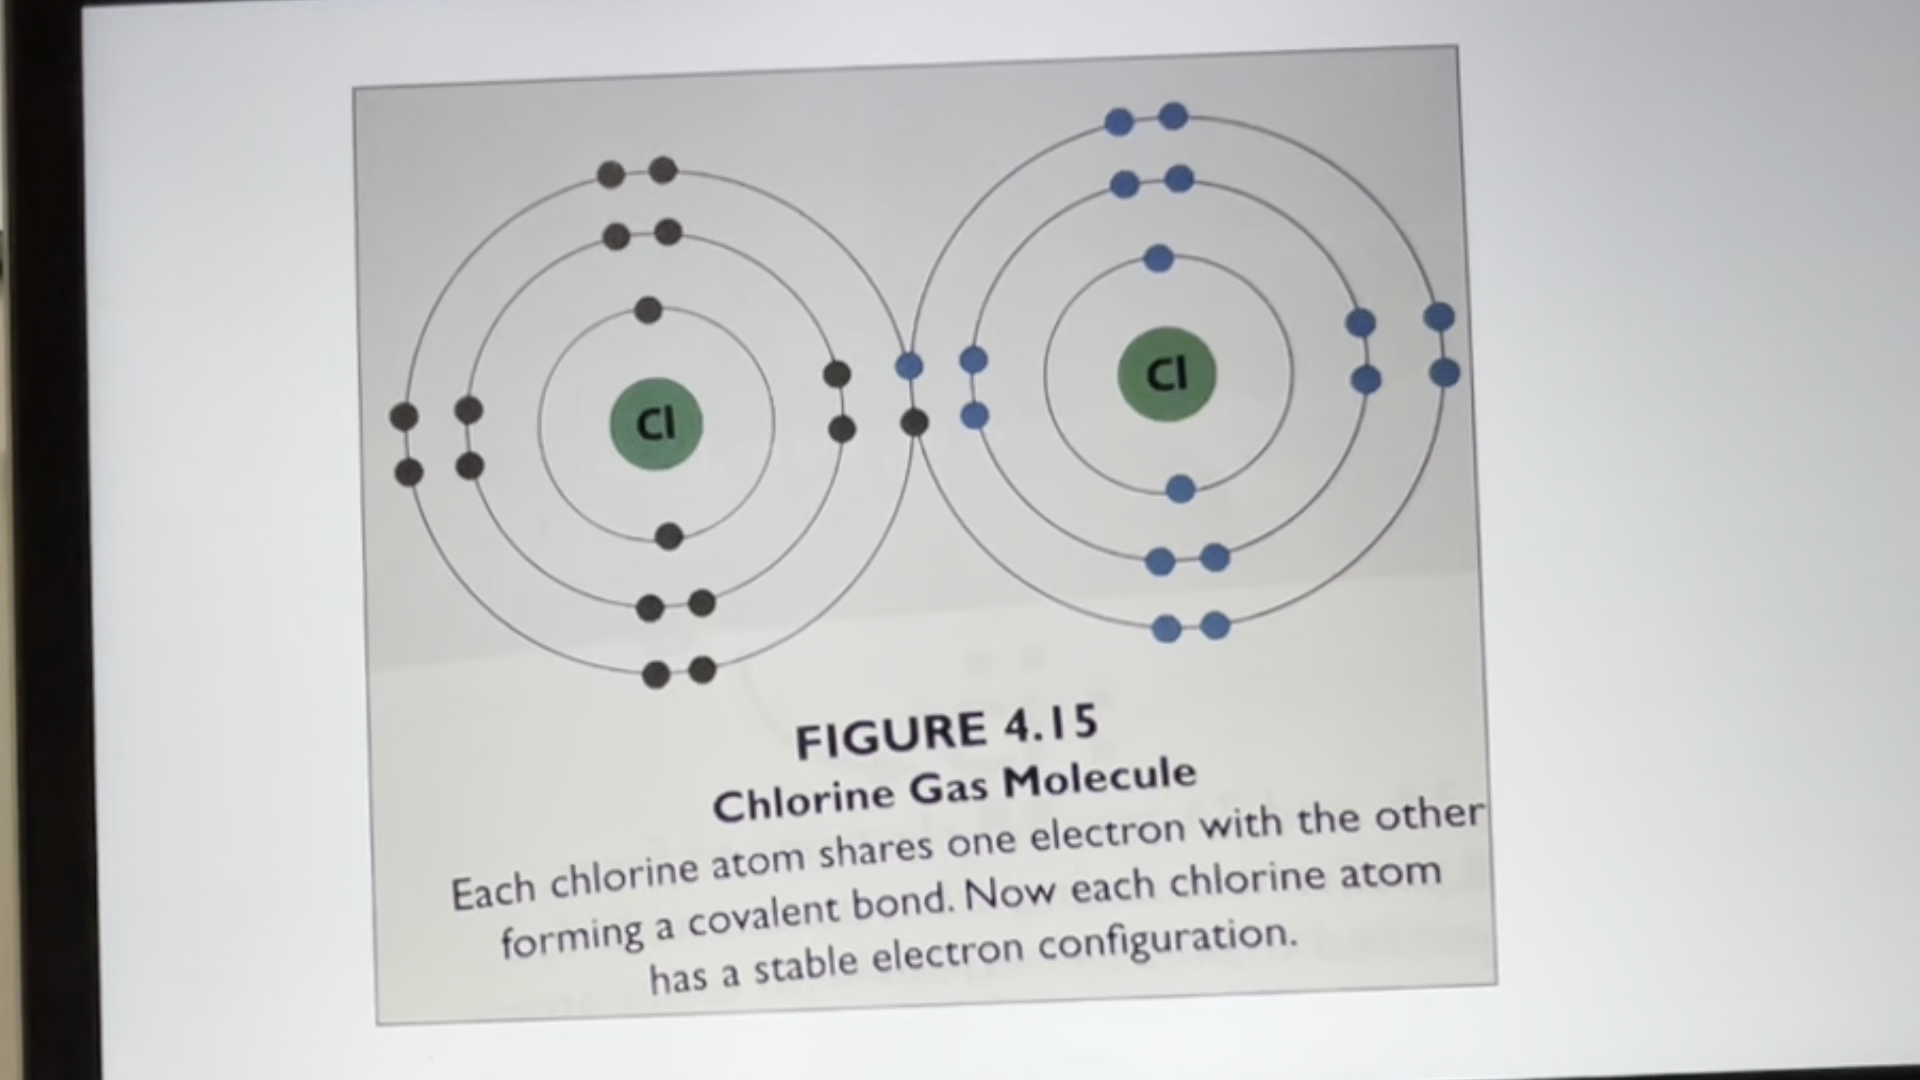 Cl
Cl
FIGURE 4.15
Chlorine Gas Molecule
Each chlorine atom shares one electron with the other
forming a covalent bond. Now each chlorine atom
has a stable electron configuration.